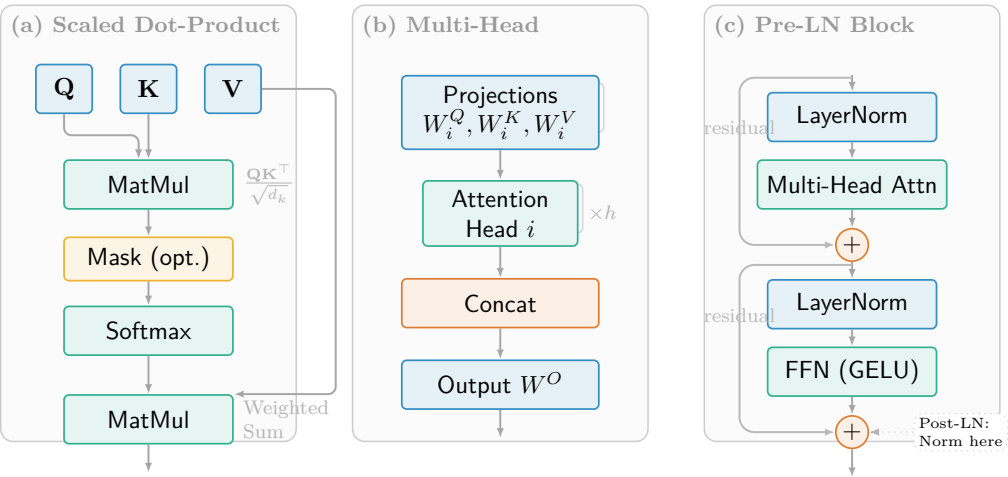 (a) Scaled Dot-Product
Q K V
MatMul
QK⊤
√dk
Mask (opt.)
Softmax
MatMul
Weighted
Sum
(b) Multi-Head
Projections
W_i^Q, W_i^K, W_i^V
Attention
Head i
×h
Concat
Output W^O
(c) Pre-LN Block
LayerNorm
residual
Multi-Head Attn
+
LayerNorm
residual
FFN (GELU)
+
Post-LN:
Norm here